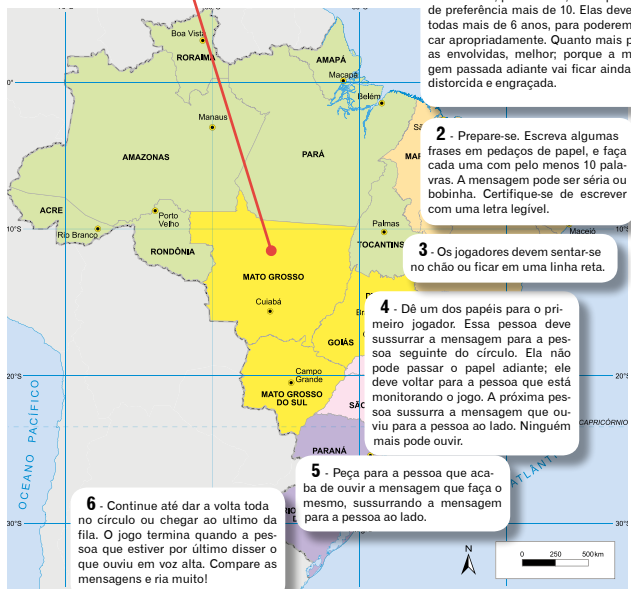 de preferência mais de 10. Elas deve
todas mais de 6 anos, para poderem
car apropriadamente. Quanto mais p
as envolvidas, melhor; porque a m
gem passada adiante vai ficar ainda
distorcida e engraçada.
2 - Prepare-se. Escreva algumas
frases em pedaços de papel, e faça
cada uma com pelo menos 10 pala-
vras. A mensagem pode ser séria ou
bobinha. Certifique-se de escrever
com uma letra legível.
3 - Os jogadores devem sentar-se
no chão ou ficar em uma linha reta.
4 - Dê um dos papéis para o pri-
meiro jogador. Essa pessoa deve
sussurrar a mensagem para a pes-
soa seguinte do círculo. Ela não
pode passar o papel adiante; ele
deve voltar para a pessoa que está
monitorando o jogo. A próxima pes-
soa sussurra a mensagem que ou-
viu para a pessoa ao lado. Ninguém
mais pode ouvir.
5 - Peça para a pessoa que aca-
ba de ouvir a mensagem que faça o
mesmo, sussurrando a mensagem
para a pessoa ao lado.
6 - Continue até dar a volta toda
no círculo ou chegar ao ultimo da
fila. O jogo termina quando a pes-
soa que estiver por último disser o
que ouviu em voz alta. Compare as
mensagens e ria muito!
Boa Vista
RORAIMA
AMAPÁ
Macapá
0°
Belém
Manaus
AMAZONAS
PARÁ
ACRE
Rio Branco
Porto
Velho
RONDÔNIA
Palmas
TOCANTINS
Maceió
10°S
10°S
MATO GROSSO
Cuiabá
GOIÁS
Campo
Grande
MATO GROSSO
DO SUL
20°S
CAPRICÓRNIO
PARANÁ
OCEANO PACÍFICO
ATLÂNTI
30°S
30°S
N
0 250 500km